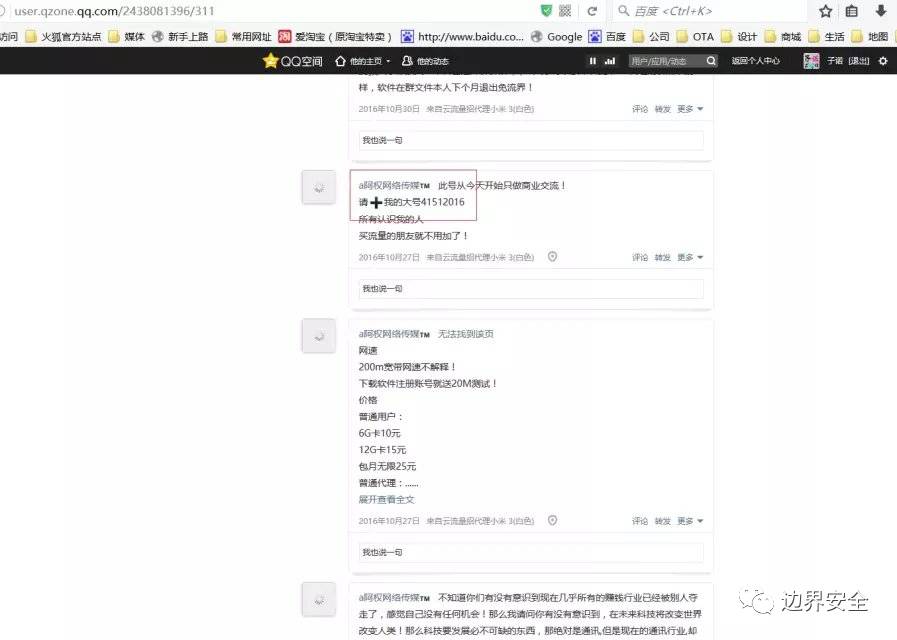 user.qzone.qq.com/2438081396/311
百度 <Ctrl+K>
访问 火狐官方站点 媒体 新手上路 常用网址 爱淘宝（原淘宝特卖） http://www.baidu.co... Google 百度 公司 OTA 设计 商城 生活 地图
QQ空间 他的主页 他的动态 用户/应用/动态 返回个人中心 子诺 [退出]
样，软件在群文件本人下个月退出免流界！
2016年10月30日 来自云流量招代理小米 3(白色) 评论 转发 更多
我也说一句
a阿权网络传媒™ 此号从今天开始只做商业交流！
请➕我的大号41512016
所有认识我的人
买流量的朋友就不用加了！
2016年10月27日 来自云流量招代理小米 3(白色) 评论 转发 更多
我也说一句
a阿权网络传媒™ 无法找到该页
网速
200m宽带网速不解释！
下载软件注册账号就送20M测试！
价格
普通用户：
6G卡10元
12G卡15元
包月无限25元
普通代理：......
展开查看全文
2016年10月27日 来自云流量招代理小米 3(白色) 评论 转发 更多
我也说一句
a阿权网络传媒™ 不知道你们有没有意识到现在几乎所有的赚钱行业已经被别人夺
走了，感觉自己没有任何机会！那么我请问你有没有意识到，在未来科技将改变世界
改变人类！那么科技要发展必不可缺的东西，那绝对是通讯,但是现在的通讯行业,却
边界安全